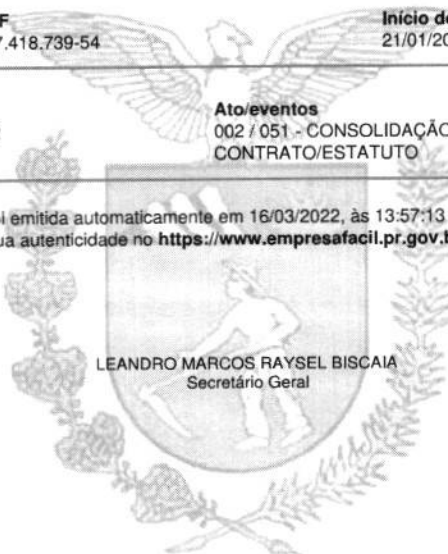 F
7.418.739-54
Início de
21/01/20
Ato/eventos
002 / 051 - CONSOLIDAÇÃO
CONTRATO/ESTATUTO
i emitida automaticamente em 16/03/2022, às 13:57:13
ua autenticidade no https://www.empresafacil.pr.gov.b
LEANDRO MARCOS RAYSEL BISCAIA
Secretário Geral